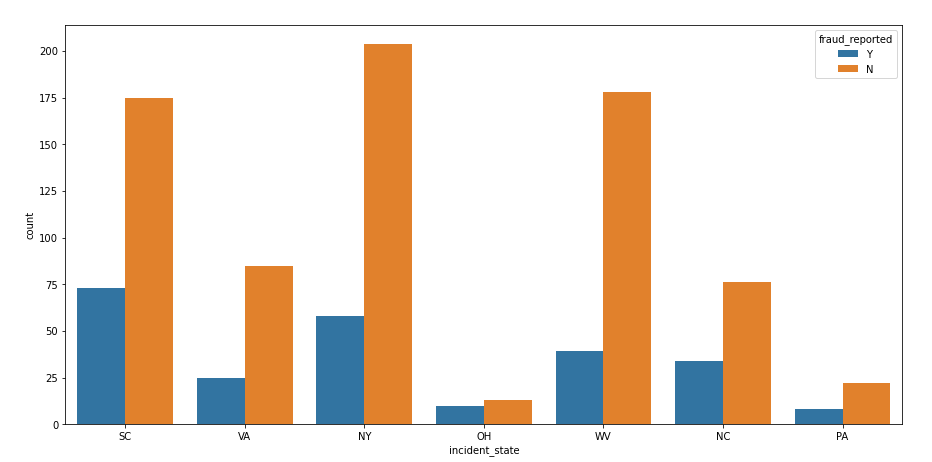 fraud_reported
Y
N
200
175
150
125
100
75
50
25
0
count
SC VA NY OH WV NC PA
incident_state